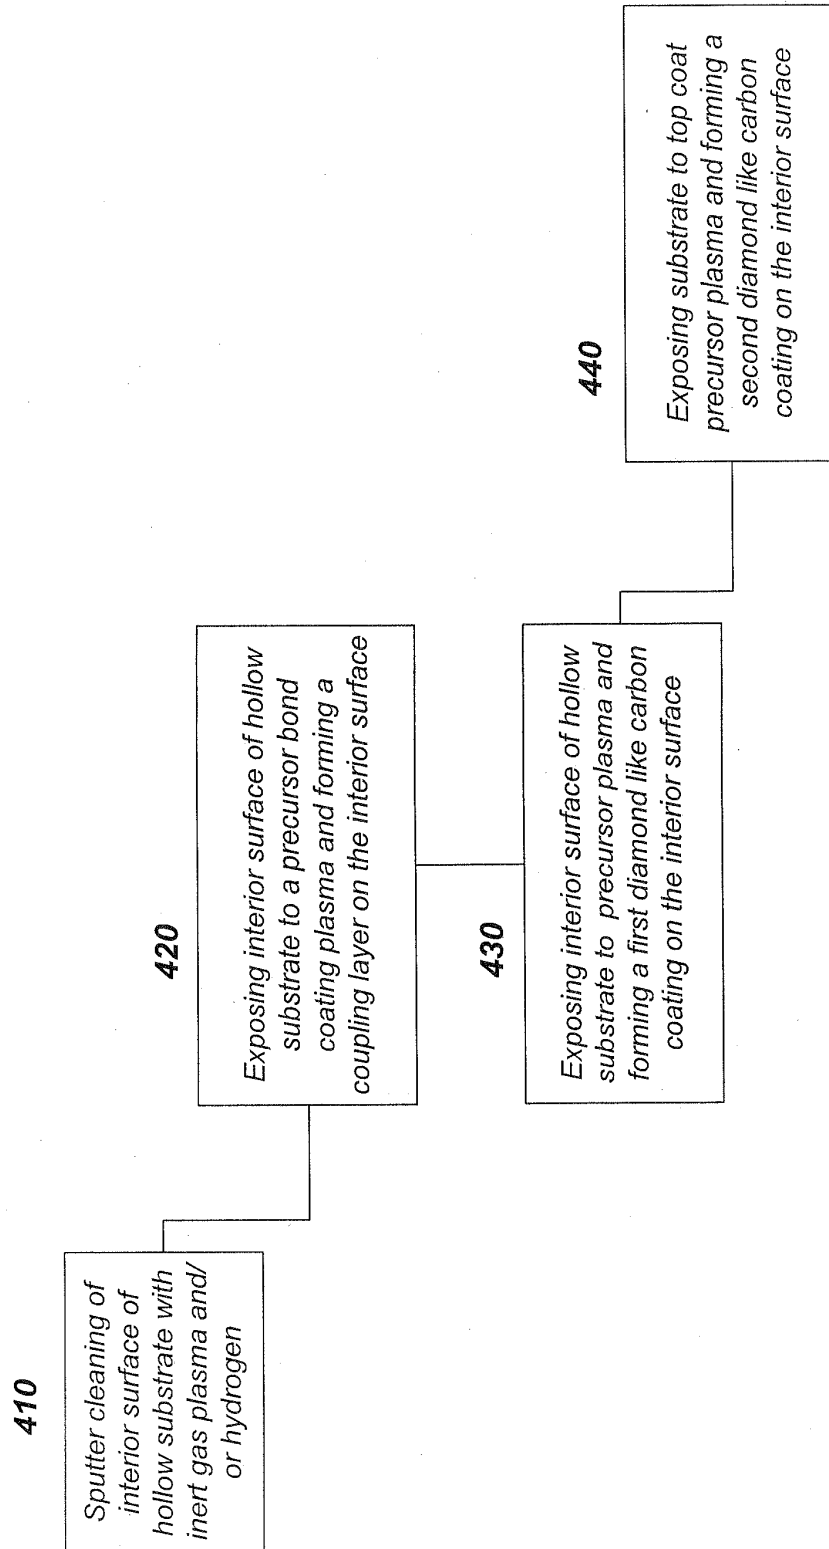 410
Sputter cleaning of
interior surface of
hollow substrate with
inert gas plasma and/
or hydrogen
420
Exposing interior surface of hollow
substrate to a precursor bond
coating plasma and forming a
coupling layer on the interior surface
430
Exposing interior surface of hollow
substrate to precursor plasma and
forming a first diamond like carbon
coating on the interior surface
440
Exposing substrate to top coat
precursor plasma and forming a
second diamond like carbon
coating on the interior surface